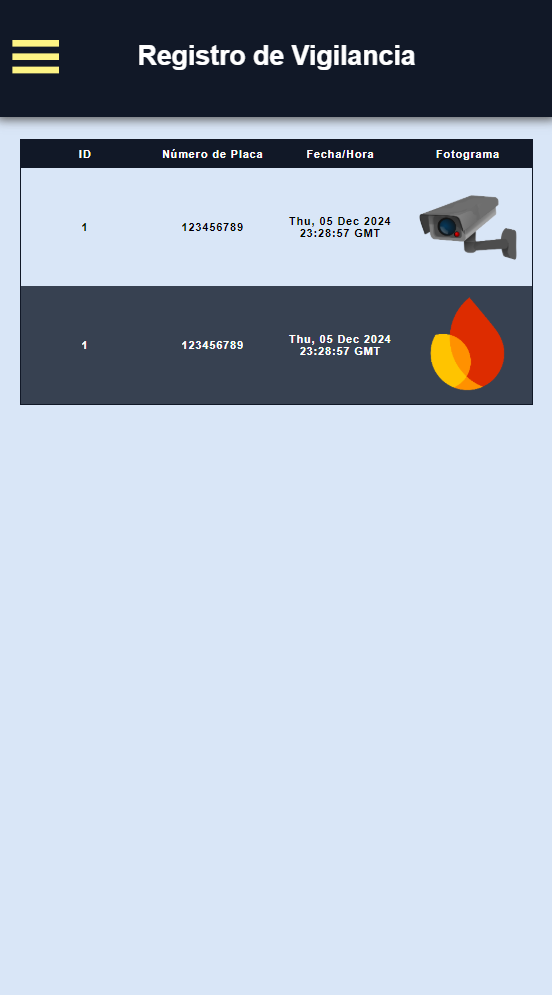 Registro de Vigilancia
ID Número de Placa Fecha/Hora Fotograma
1 123456789 Thu, 05 Dec 2024
23:28:57 GMT
1 123456789 Thu, 05 Dec 2024
23:28:57 GMT